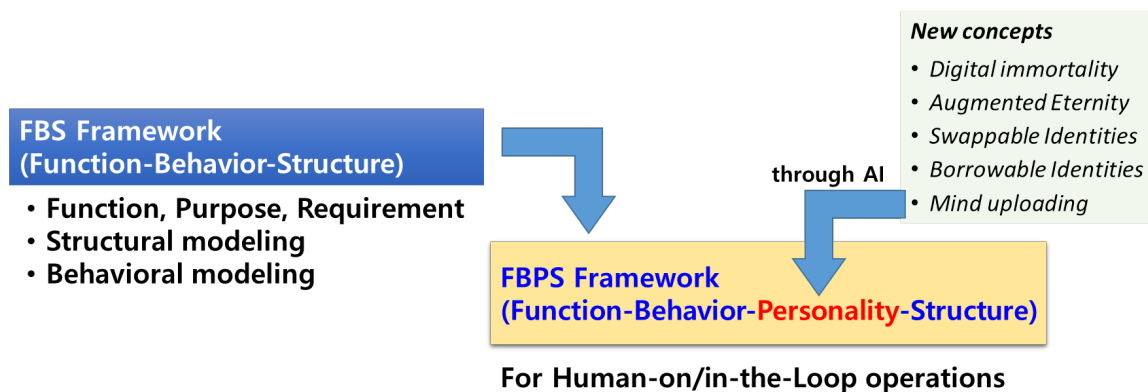 New concepts
• Digital immortality
• Augmented Eternity
• Swappable Identities
• Borrowable Identities
• Mind uploading
FBS Framework
(Function-Behavior-Structure)
• Function, Purpose, Requirement
• Structural modeling
• Behavioral modeling
through AI
FBPS Framework
(Function-Behavior-Personality-Structure)
For Human-on/in-the-Loop operations